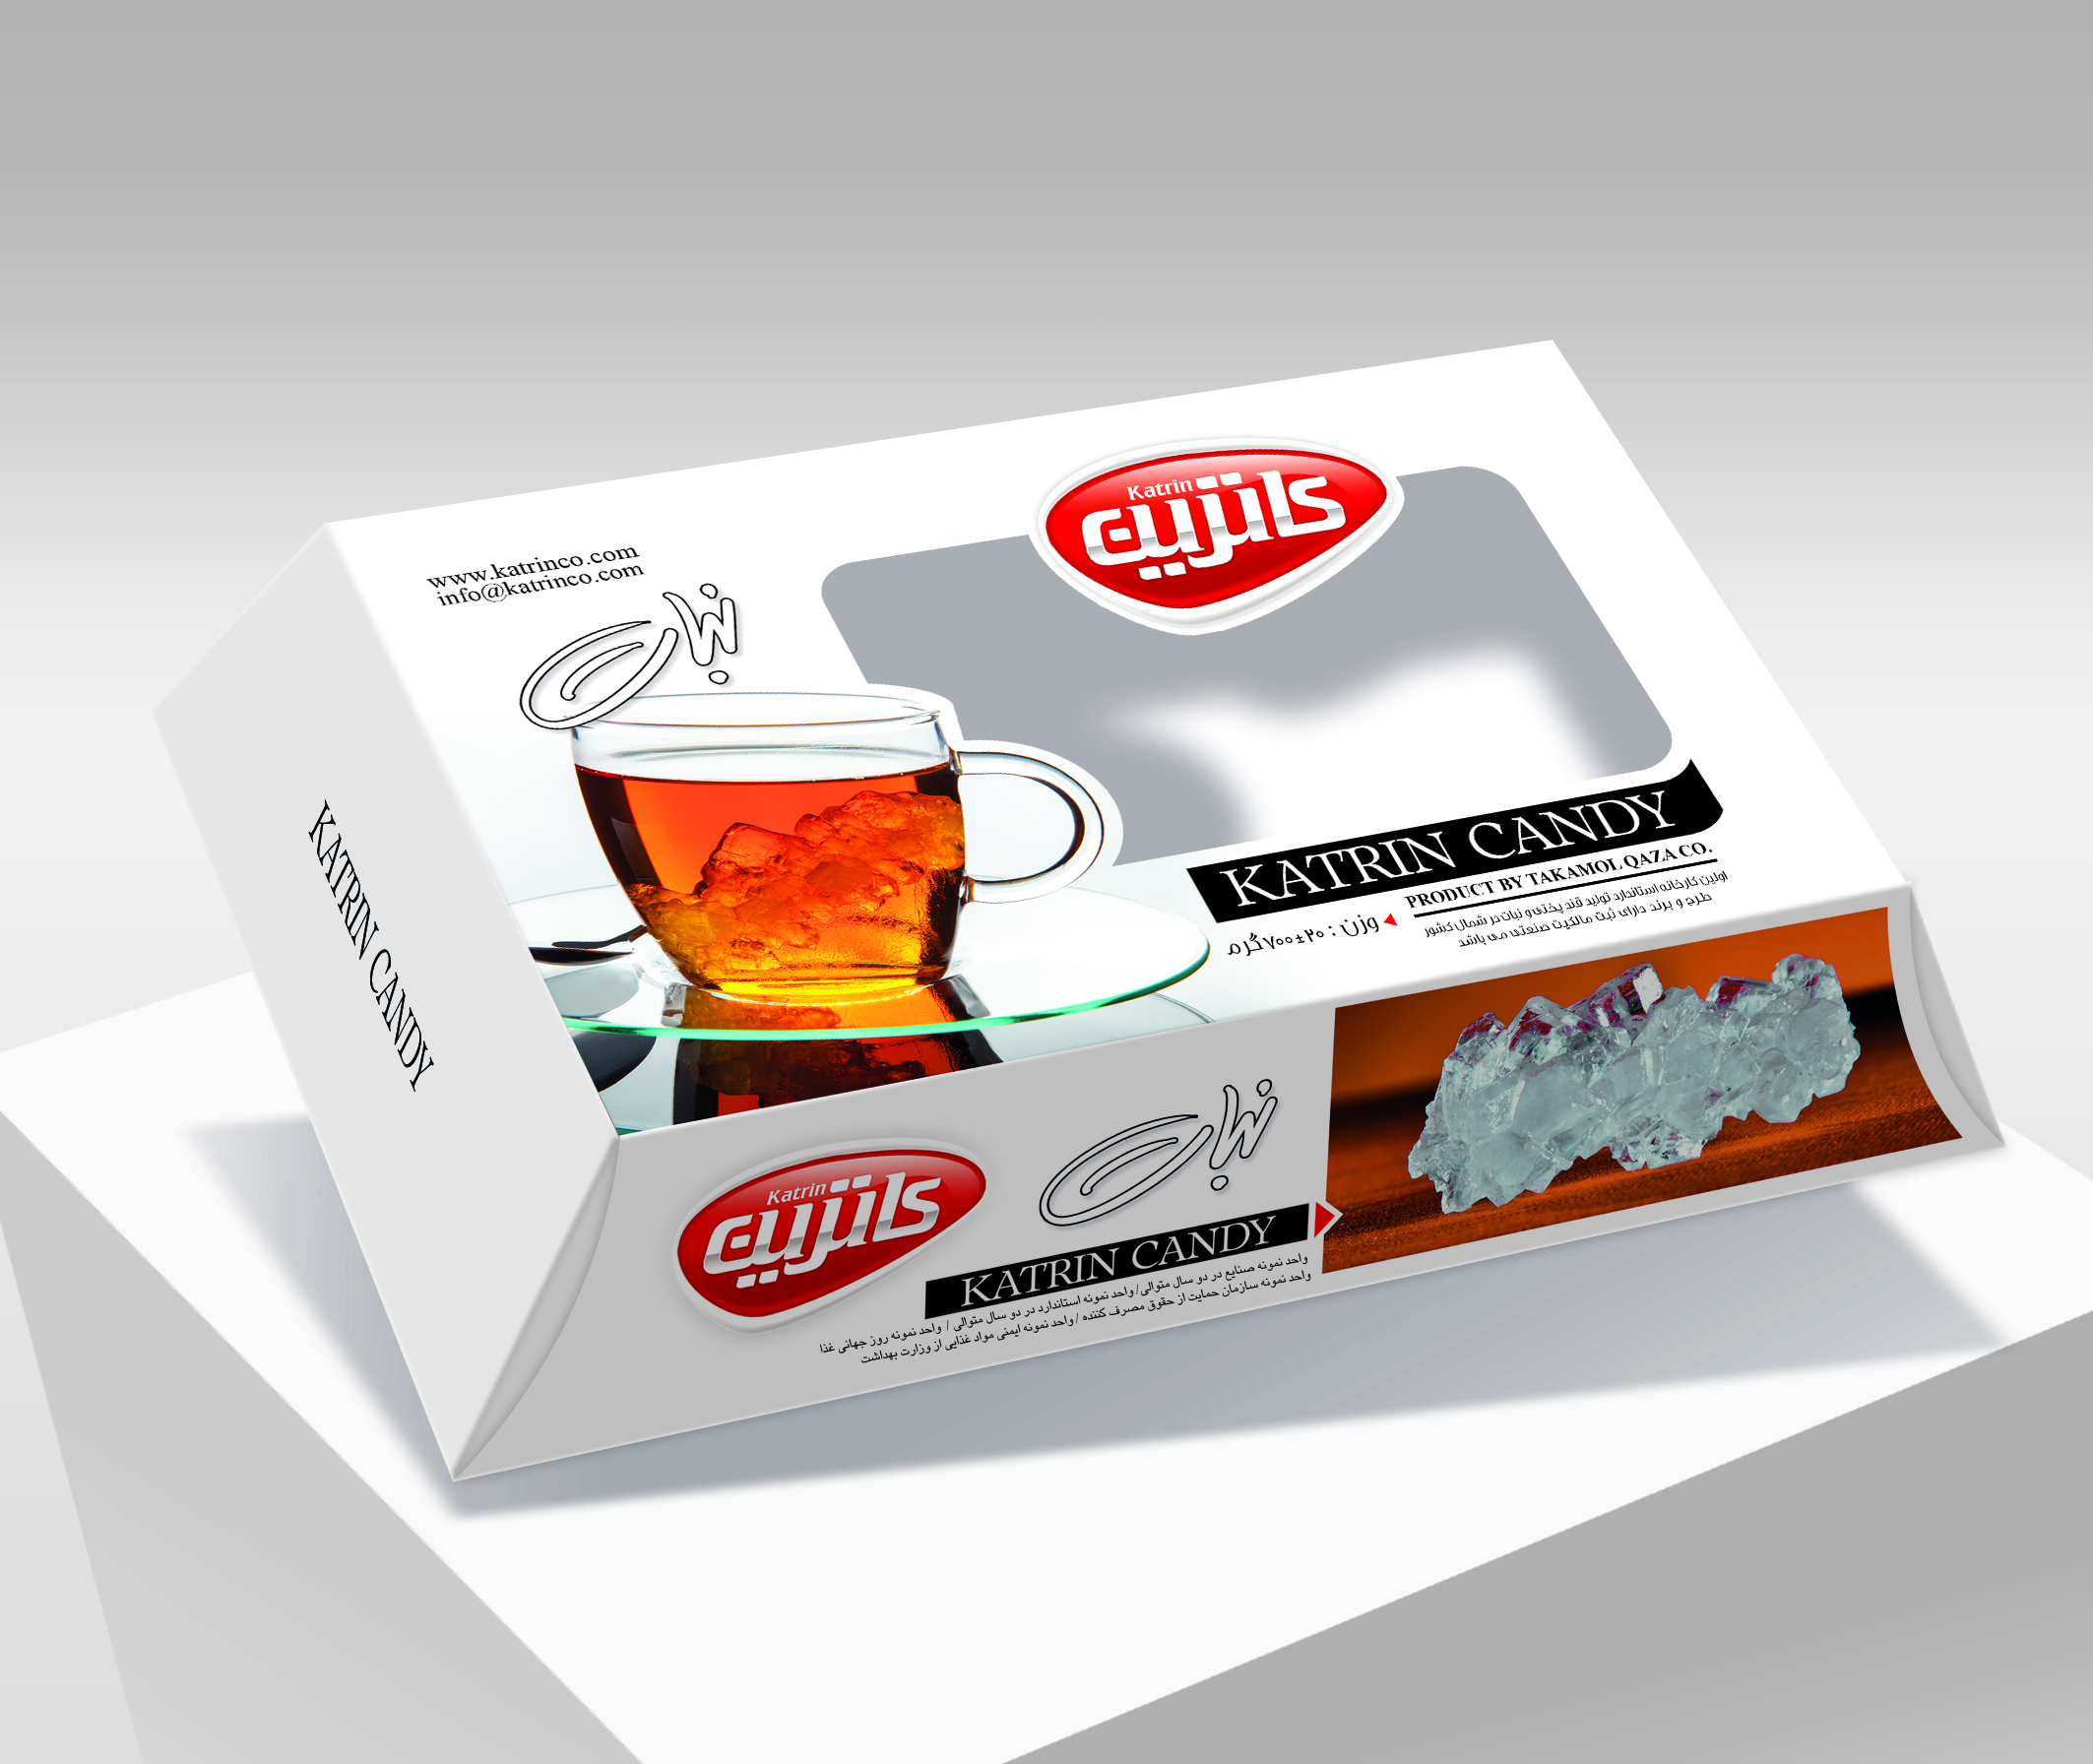 Katrin
کاترین
www.katrinco.com
info@katrinco.com
نبات
KATRIN CANDY
PRODUCT BY TAKAMOL QAZA CO.
اولین کارخانه استاندارد تولید قند پختی و نبات در شمال کشور
طرح و برند دارای ثبت مالکیت صنعتی می باشد
وزن : ۲۰±۷۰۰گرم
KATRIN CANDY
Katrin
کاترین
نبات
KATRIN CANDY
واحد نمونه صنایع در دو سال متوالی/ واحد نمونه استاندارد در دو سال متوالی / واحد نمونه روز جهانی غذا
واحد نمونه سازمان حمایت از حقوق مصرف کننده /واحد نمونه ایمنی مواد غذایی از وزارت بهداشت